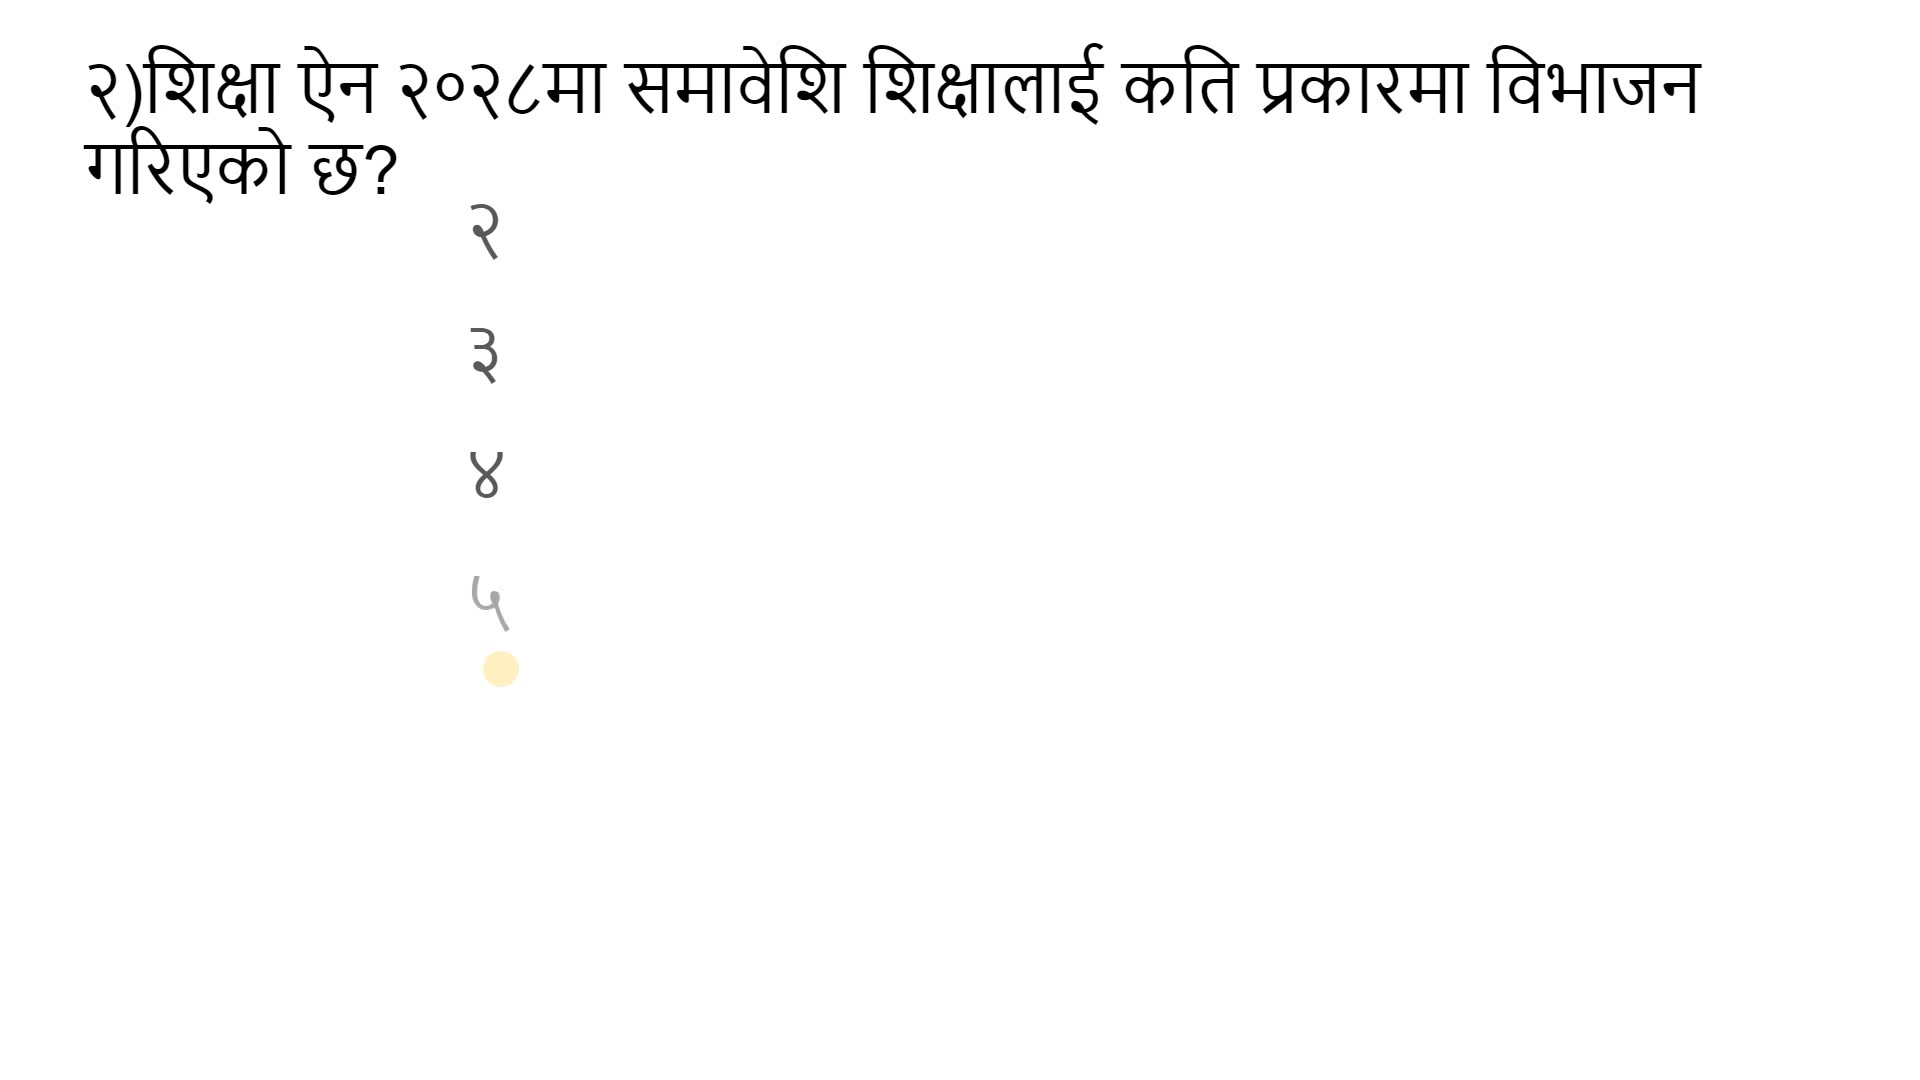 २)शिक्षा ऐन २०२८मा समावेशि शिक्षालाई कति प्रकारमा विभाजन
गरिएको छ?
२
३
४
५